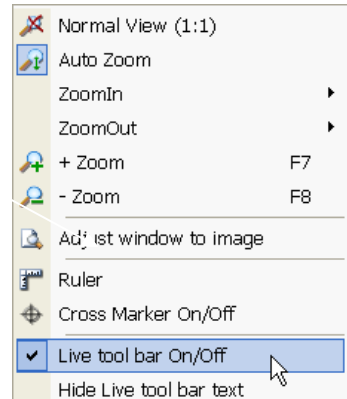 Normal View (1:1)
Auto Zoom
ZoomIn
ZoomOut
+ Zoom F7
- Zoom F8
Adjust window to image
Ruler
Cross Marker On/Off
Live tool bar On/Off
Hide Live tool bar text